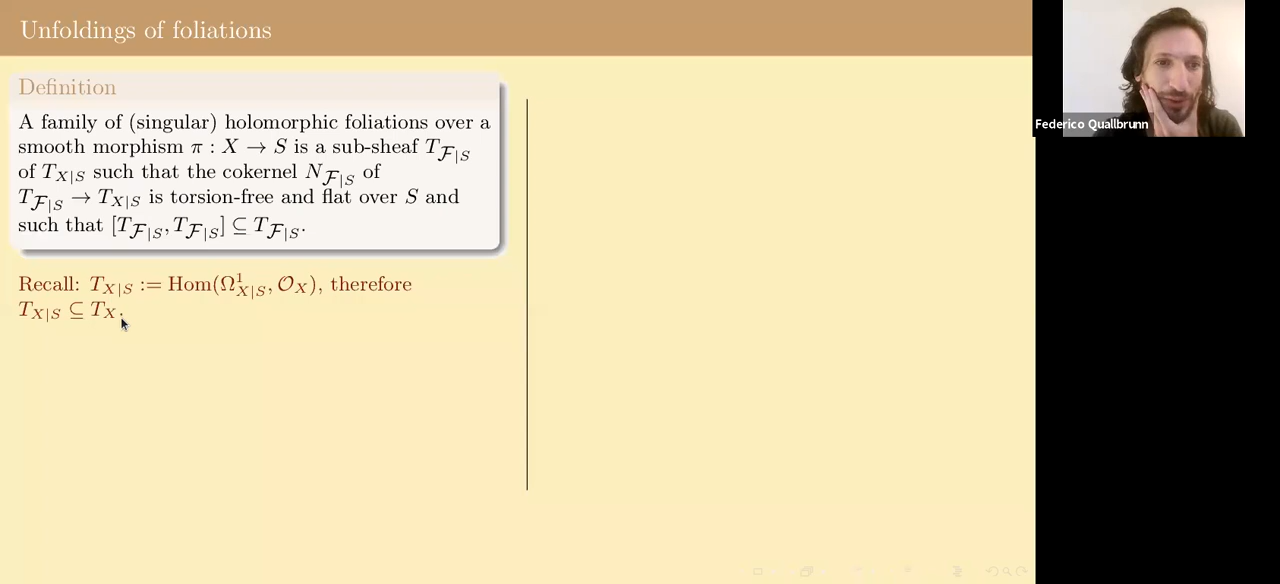 Unfoldings of foliations
Definition
A family of (singular) holomorphic foliations over a
smooth morphism π : X → S is a sub-sheaf T_{ℱ|S}
of T_{X|S} such that the cokernel N_{ℱ|S} of
T_{ℱ|S} → T_{X|S} is torsion-free and flat over S and
such that [T_{ℱ|S}, T_{ℱ|S}] ⊆ T_{ℱ|S}.
Recall: T_{X|S} := Hom(Ω^1_{X|S}, 𝒪_X), therefore
T_{X|S} ⊆ T_X.
Federico Quallbrunn